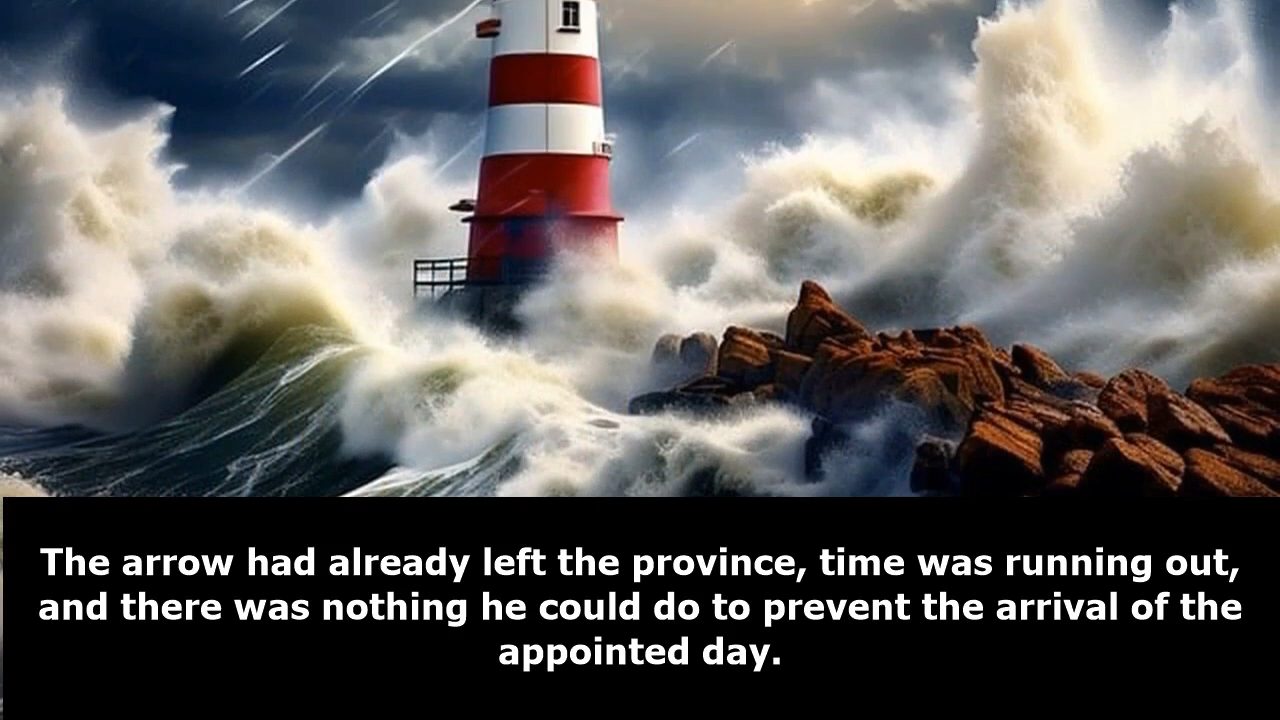 The arrow had already left the province, time was running out,
and there was nothing he could do to prevent the arrival of the
appointed day.